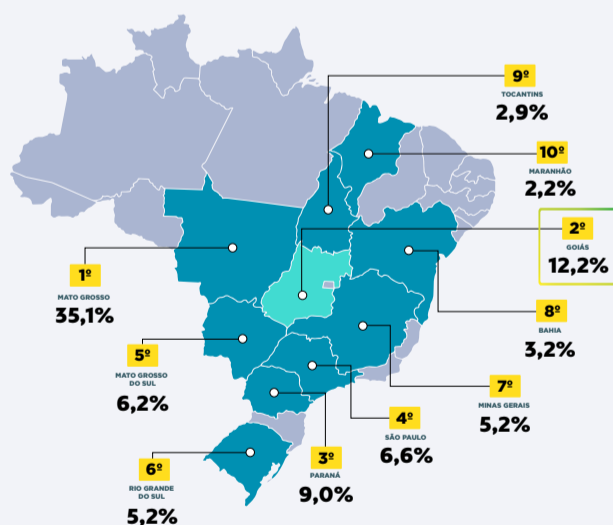 9º
TOCANTINS
2,9%
10º
MARANHÃO
2,2%
2º
GOIÁS
12,2%
1º
MATO GROSSO
35,1%
8º
BAHIA
3,2%
5º
MATO GROSSO
DO SUL
6,2%
7º
MINAS GERAIS
5,2%
4º
SÃO PAULO
6,6%
3º
PARANÁ
9,0%
6º
RIO GRANDE
DO SUL
5,2%